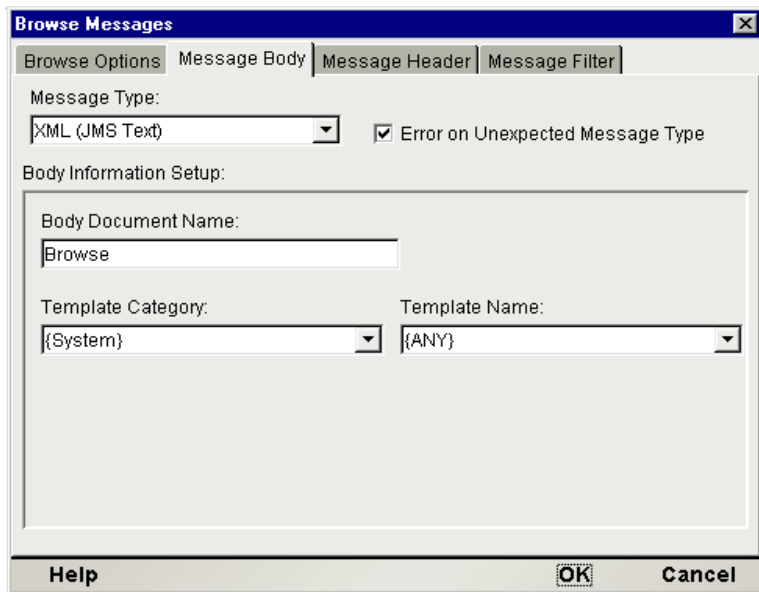 Browse Messages
Browse Options Message Body Message Header Message Filter
Message Type:
XML (JMS Text) Error on Unexpected Message Type
Body Information Setup:
Body Document Name:
Browse
Template Category: Template Name:
{System} {ANY}
Help OK Cancel